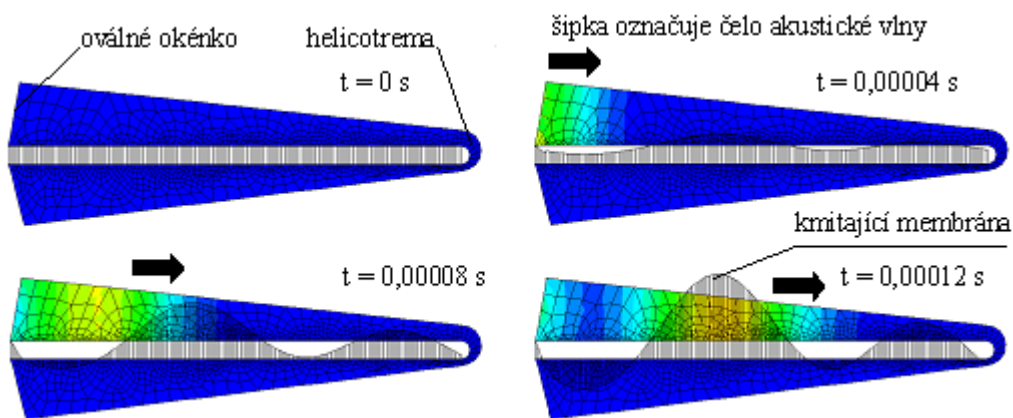 oválné okénko
helicotrema
t = 0 s
šipka označuje čelo akustické vlny
t = 0,00004 s
t = 0,00008 s
kmitající membrána
t = 0,00012 s